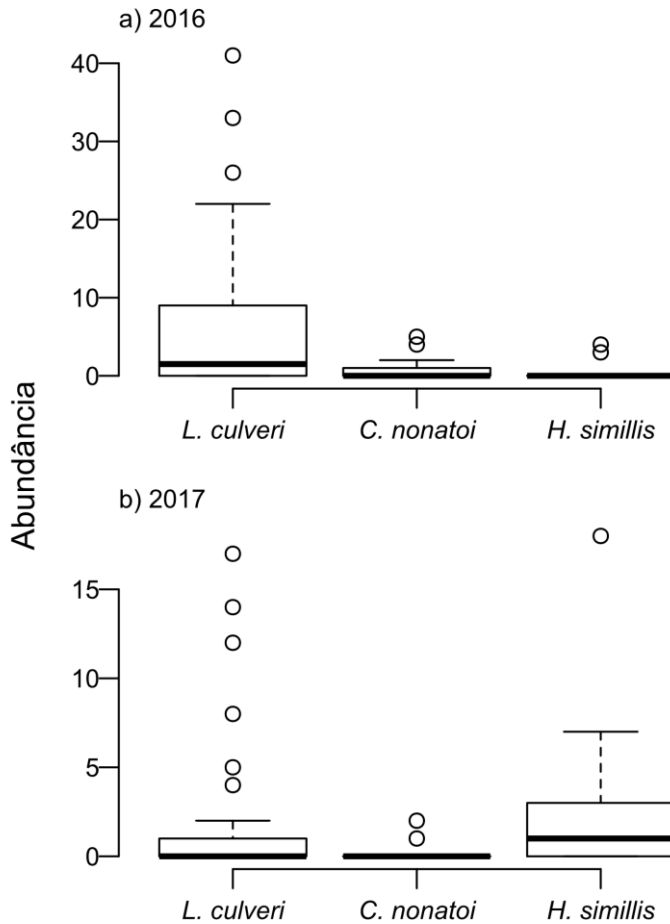 a) 2016
40
30
20
10
0
L. culveri C. nonatoi H. simillis
Abundância
b) 2017
15
10
5
0
L. culveri C. nonatoi H. simillis